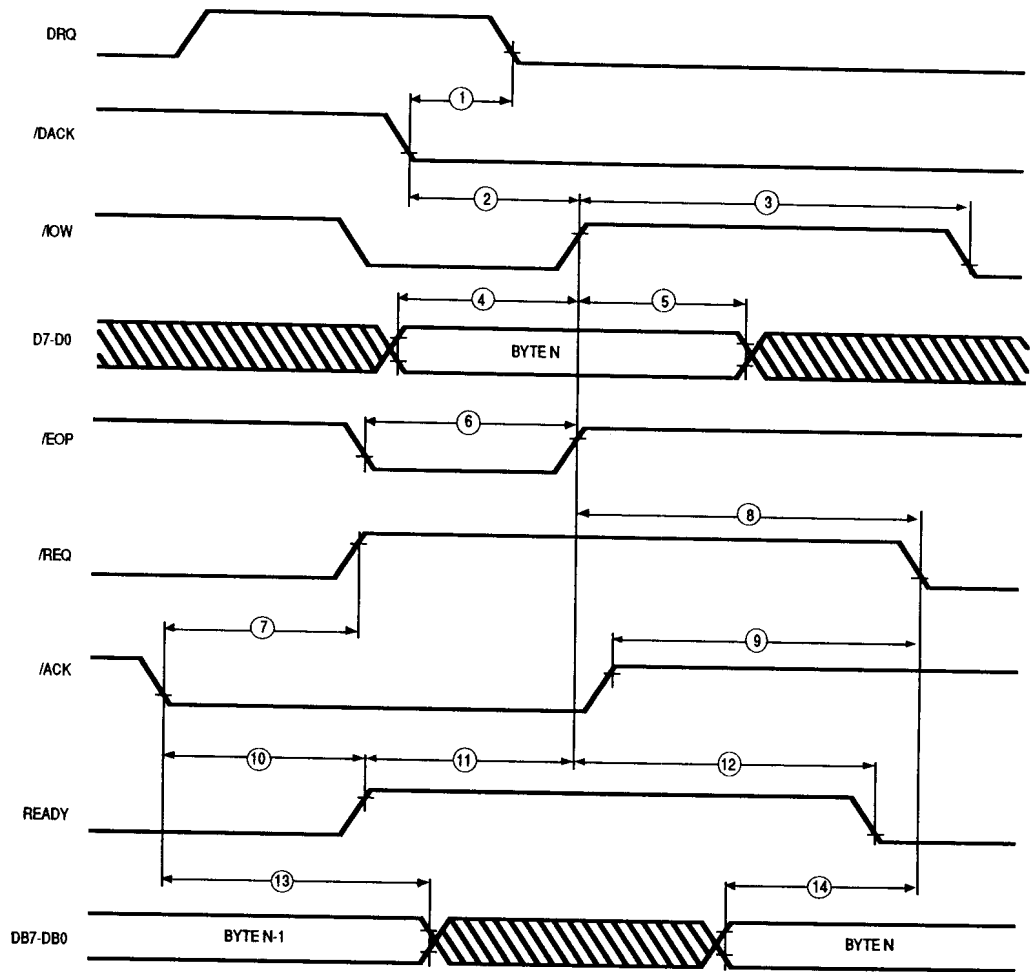 DRQ
1
/DACK
2
3
/IOW
4
5
D7-D0
BYTE N
6
/EOP
8
/REQ
7
9
/ACK
10
11
12
READY
13
14
DB7-DB0
BYTE N-1
BYTE N